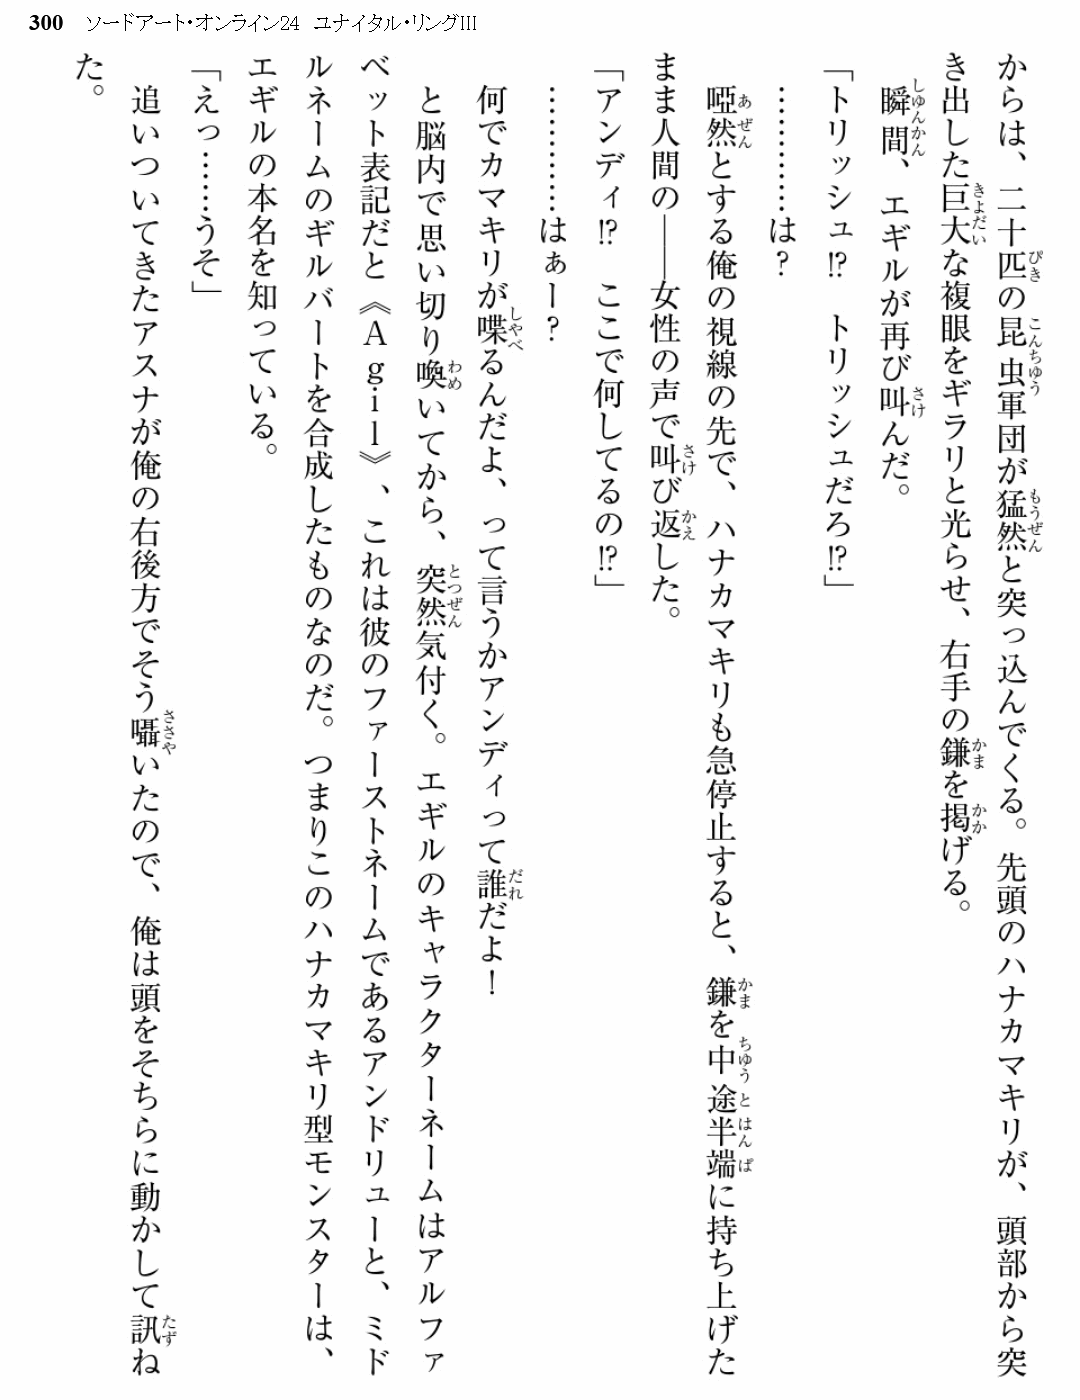 300 ソードアート・オンライン24 ユナイタル・リングIII
からは、二十匹の昆虫軍団が猛然と突っ込んでくる。先頭のハナカマキリが、頭部から突
き出した巨大な複眼をギラリと光らせ、右手の鎌を掲げる。
瞬間、エギルが再び叫んだ。
「トリッシュ!? トリッシュだろ!?」
…………は?
啞然とする俺の視線の先で、ハナカマキリも急停止すると、鎌を中途半端に持ち上げた
まま人間の――女性の声で叫び返した。
「アンディ!? ここで何してるの!?」
…………はぁー?
何でカマキリが喋るんだよ、って言うかアンディって誰だよ!
と脳内で思い切り喚いてから、突然気付く。エギルのキャラクターネームはアルファ
ベット表記だと《Agil》、これは彼のファーストネームであるアンドリューと、ミド
ルネームのギルバートを合成したものなのだ。つまりこのハナカマキリ型モンスターは、
エギルの本名を知っている。
「えっ……うそ」
追いついてきたアスナが俺の右後方でそう囁いたので、俺は頭をそちらに動かして訊ね
た。